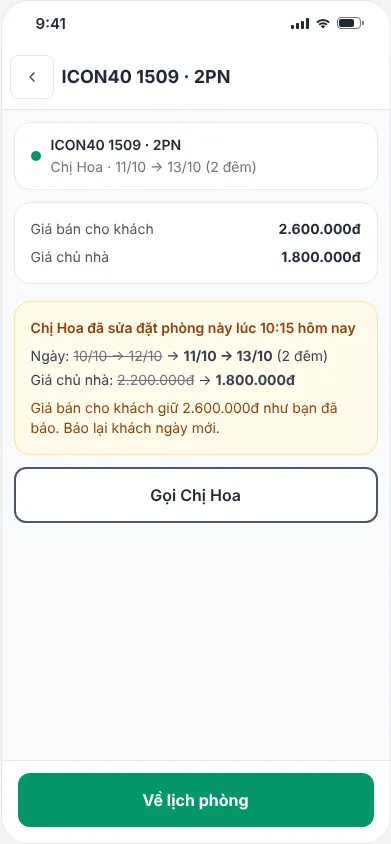 9:41
ICON40 1509 · 2PN
ICON40 1509 · 2PN
Chị Hoa · 11/10 → 13/10 (2 đêm)
Giá bán cho khách 2.600.000đ
Giá chủ nhà 1.800.000đ
Chị Hoa đã sửa đặt phòng này lúc 10:15 hôm nay
Ngày: 10/10 → 12/10 → 11/10 → 13/10 (2 đêm)
Giá chủ nhà: 2.200.000đ → 1.800.000đ
Giá bán cho khách giữ 2.600.000đ như bạn đã
báo. Báo lại khách ngày mới.
Gọi Chị Hoa
Về lịch phòng